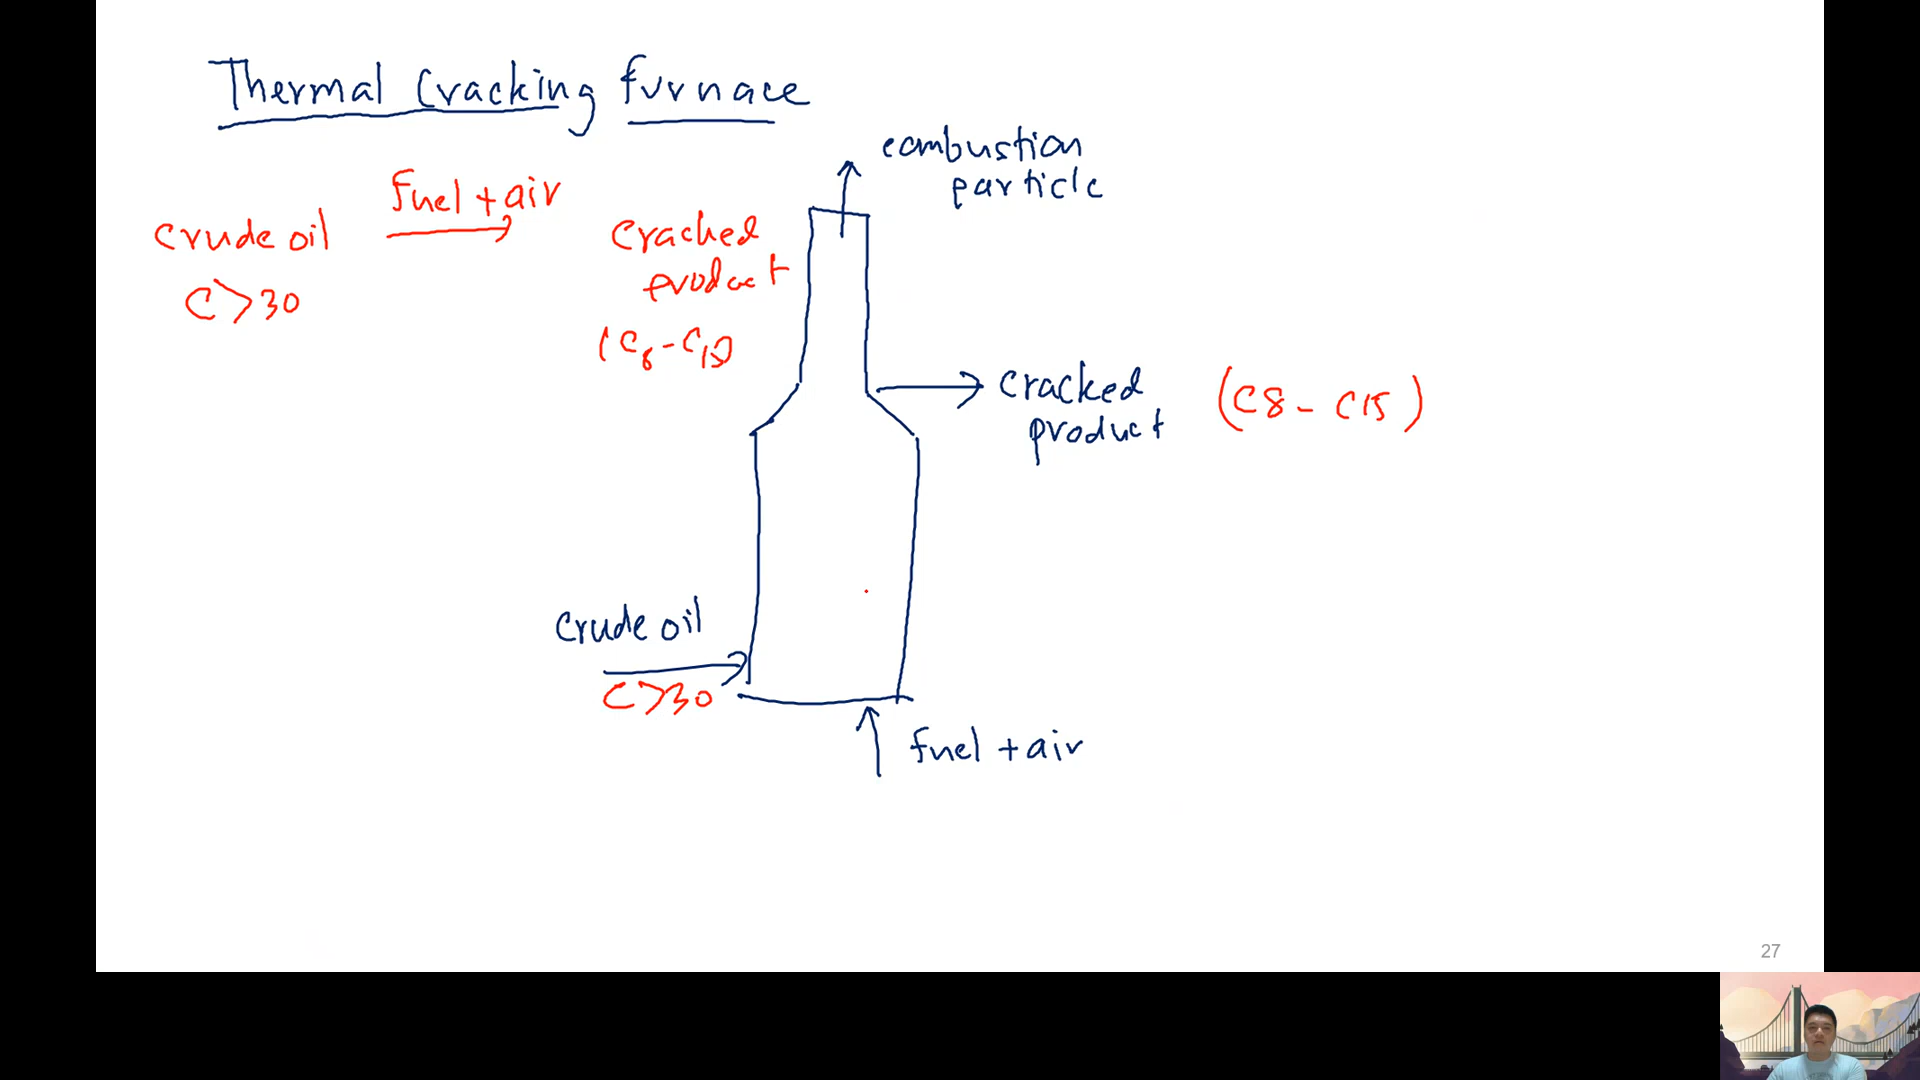 Thermal Cracking furnace
combustion
particle
fuel + air
crude oil
C>30
Cracked
product
(C8 - C15)
cracked
product
(C8 - C15)
crude oil
C>30
fuel + air
27